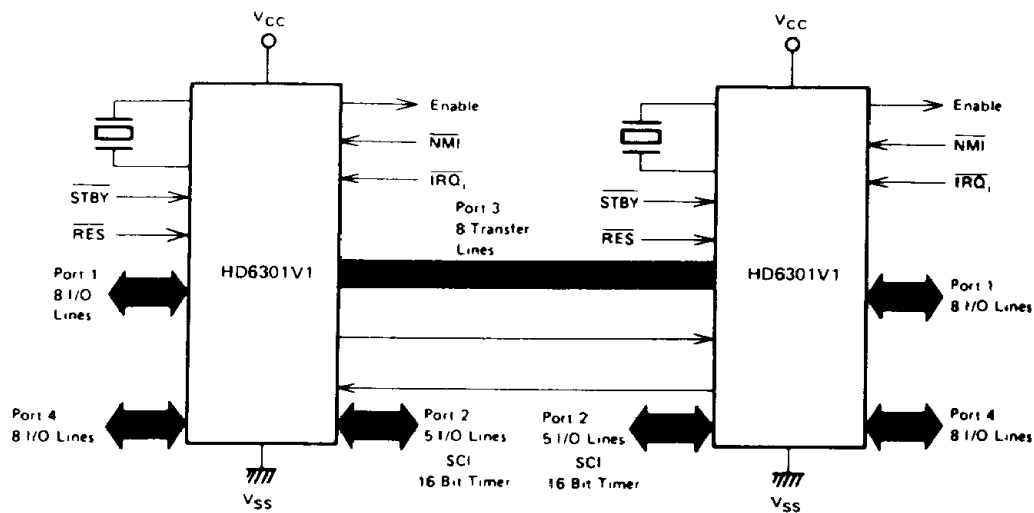 VCC
Enable
NMI
IRQ1
STBY
RES
Port 1
8 I/O
Lines
HD6301V1
Port 3
8 Transfer
Lines
Port 4
8 I/O Lines
Port 2
5 I/O Lines
SCI
16 Bit Timer
VSS
VCC
Enable
NMI
IRQ1
STBY
RES
HD6301V1
Port 1
8 I/O Lines
Port 2
5 I/O Lines
SCI
16 Bit Timer
Port 4
8 I/O Lines
VSS